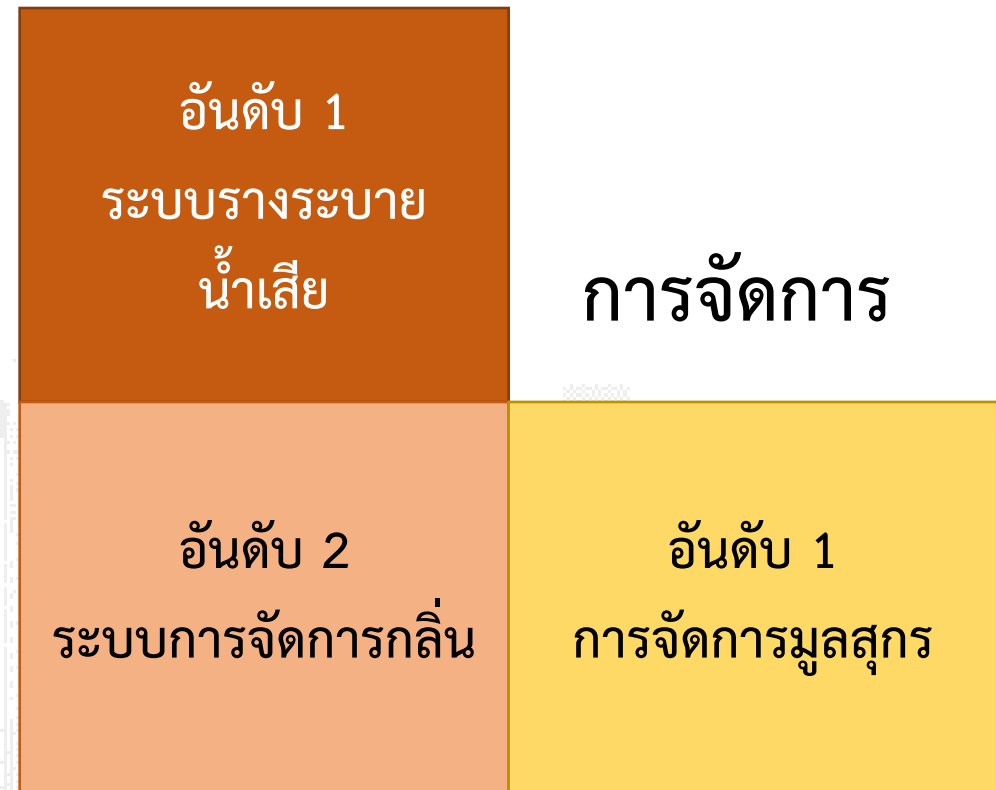 อันดับ 1
ระบบรางระบาย
น้ำเสีย
การจัดการ
อันดับ 2
ระบบการจัดการกลิ่น
อันดับ 1
การจัดการมูลสุกร